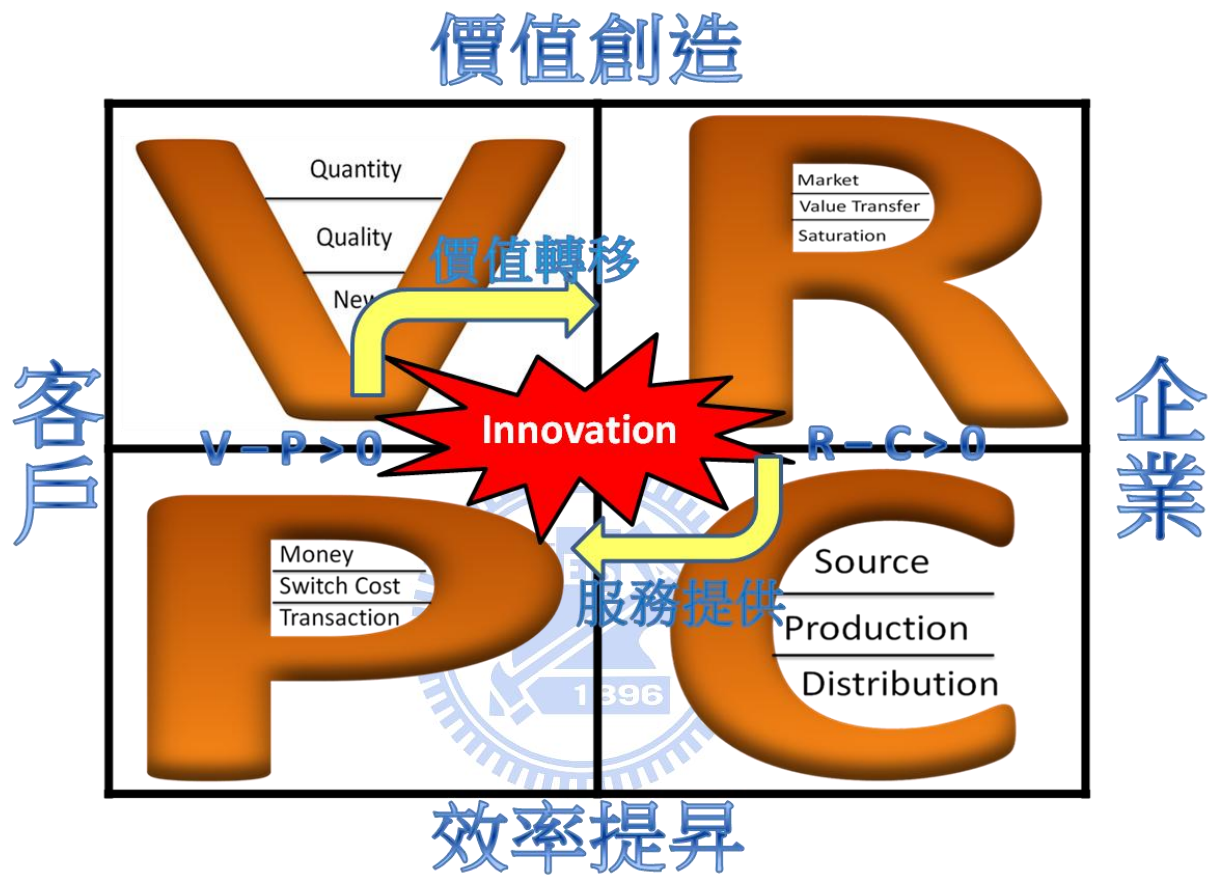 價值創造
V
Quantity
Quality
New
價值轉移
R
Market
Value Transfer
Saturation
客戶
企業
Innovation
V-P>0
R-C>0
P
Money
Switch Cost
Transaction
服務提供
C
Source
Production
Distribution
1896
效率提昇